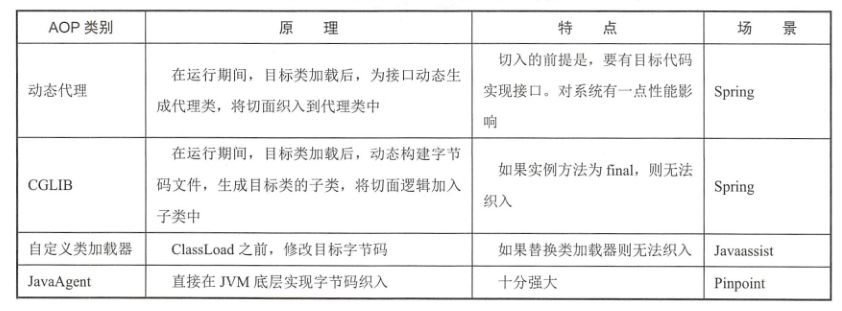 AOP 类别 原 理 特 点 场 景
动态代理
在运行期间，目标类加载后，为接口动态生
成代理类，将切面织入到代理类中
切入的前提是，要有目标代码
实现接口。对系统有一点性能影
响
Spring
CGLIB
在运行期间，目标类加载后，动态构建字节
码文件，生成目标类的子类，将切面逻辑加入
子类中
如果实例方法为 final，则无法
织入
Spring
自定义类加载器 ClassLoad 之前，修改目标字节码 如果替换类加载器则无法织入 Javaassist
JavaAgent 直接在 JVM 底层实现字节码织入 十分强大 Pinpoint